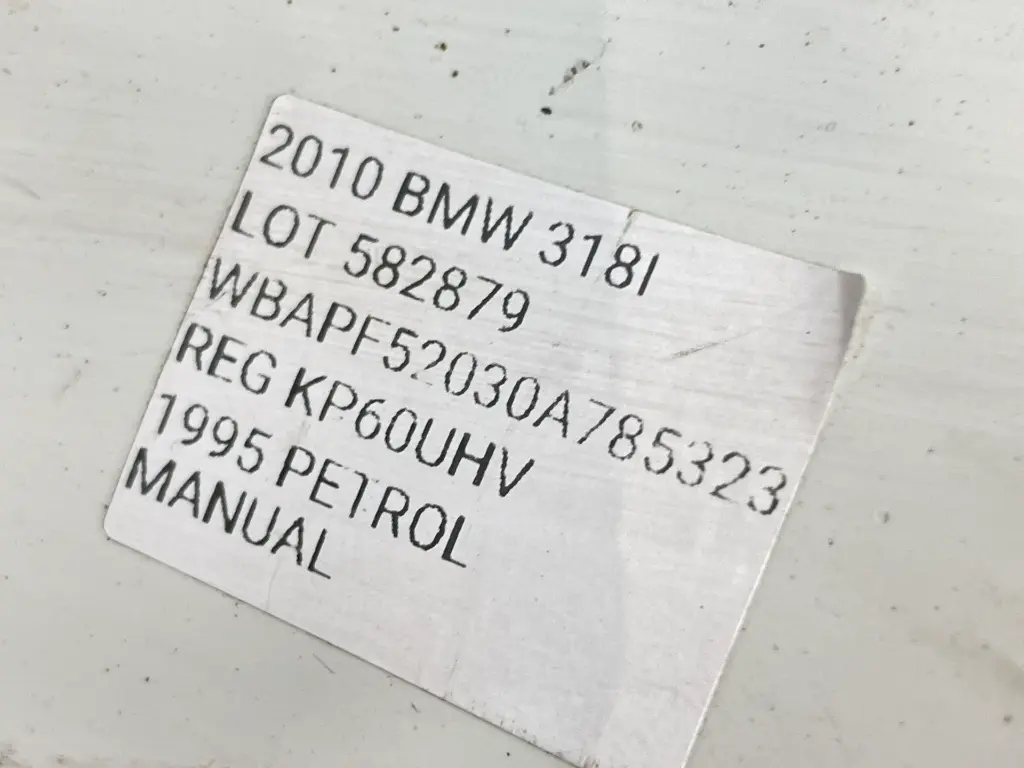 2010 BMW 318I
LOT 582879
WBAPF52030A785323
REG KP60UHV
1995 PETROL
MANUAL